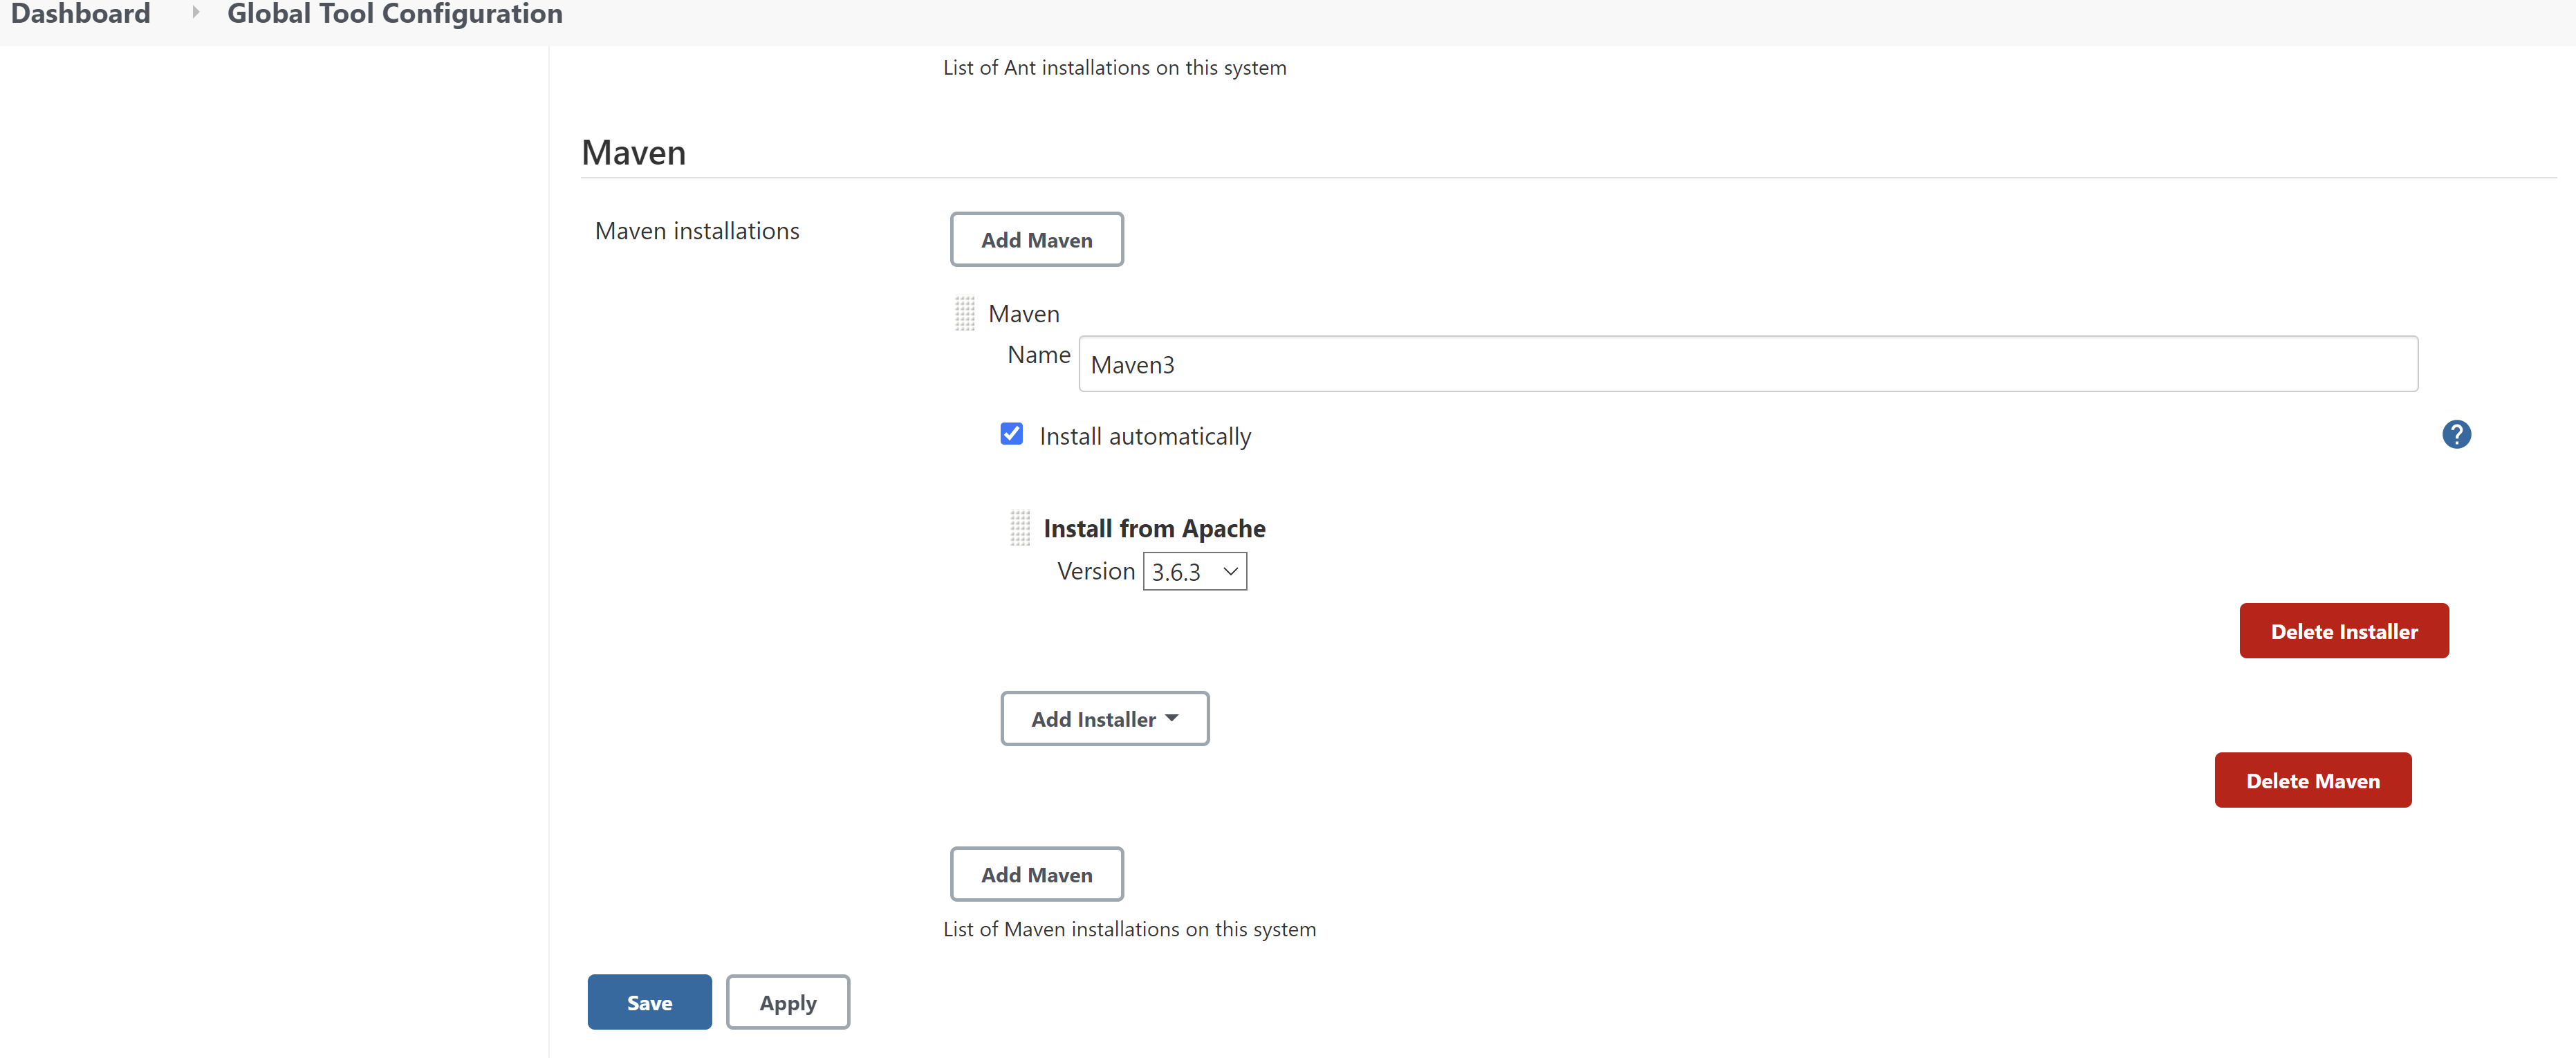 Dashboard Global Tool Configuration
List of Ant installations on this system
Maven
Maven installations
Add Maven
Maven
Name Maven3
Install automatically
?
Install from Apache
Version 3.6.3
Delete Installer
Add Installer
Delete Maven
Add Maven
List of Maven installations on this system
Save Apply